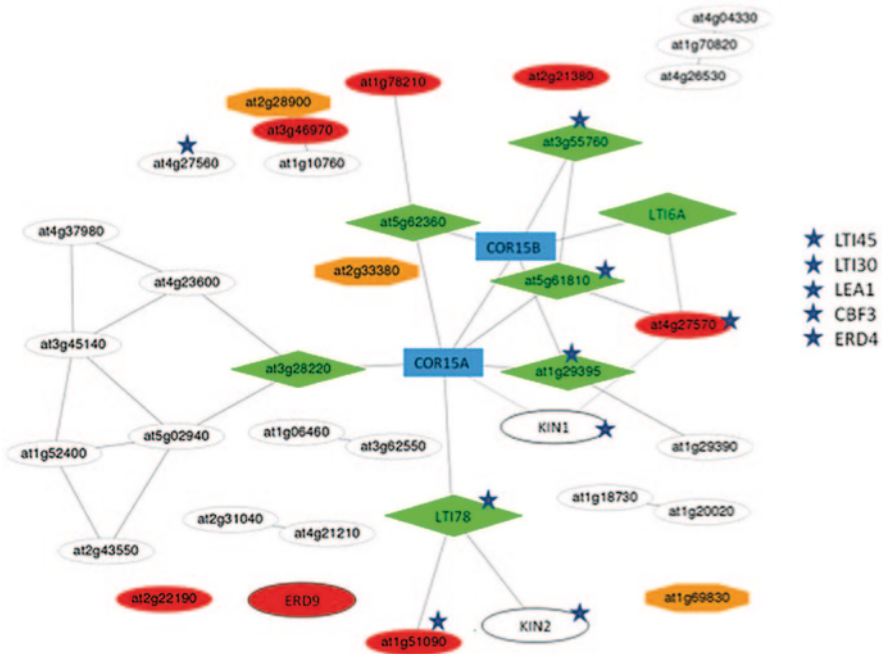 at4g04330
at1g70820
at4g26530
at1g78210
at2g21380
at2g28900
at3g46970
at1g10760
at4g27560
at3g55760
at4g37980
at5g62360
LTI6A
COR15B
LTI45
LTI30
LEA1
CBF3
ERD4
at2g33380
at5g61810
at4g23600
at4g27570
at3g45140
at3g28220
COR15A
at1g29395
at1g06460
at3g62550
KIN1
at5g02940
at1g52400
at1g29390
at1g18730
at1g20020
at2g31040
at4g21210
LTI78
at2g43550
at2g22190
ERD9
at1g69830
at1g51090
KIN2